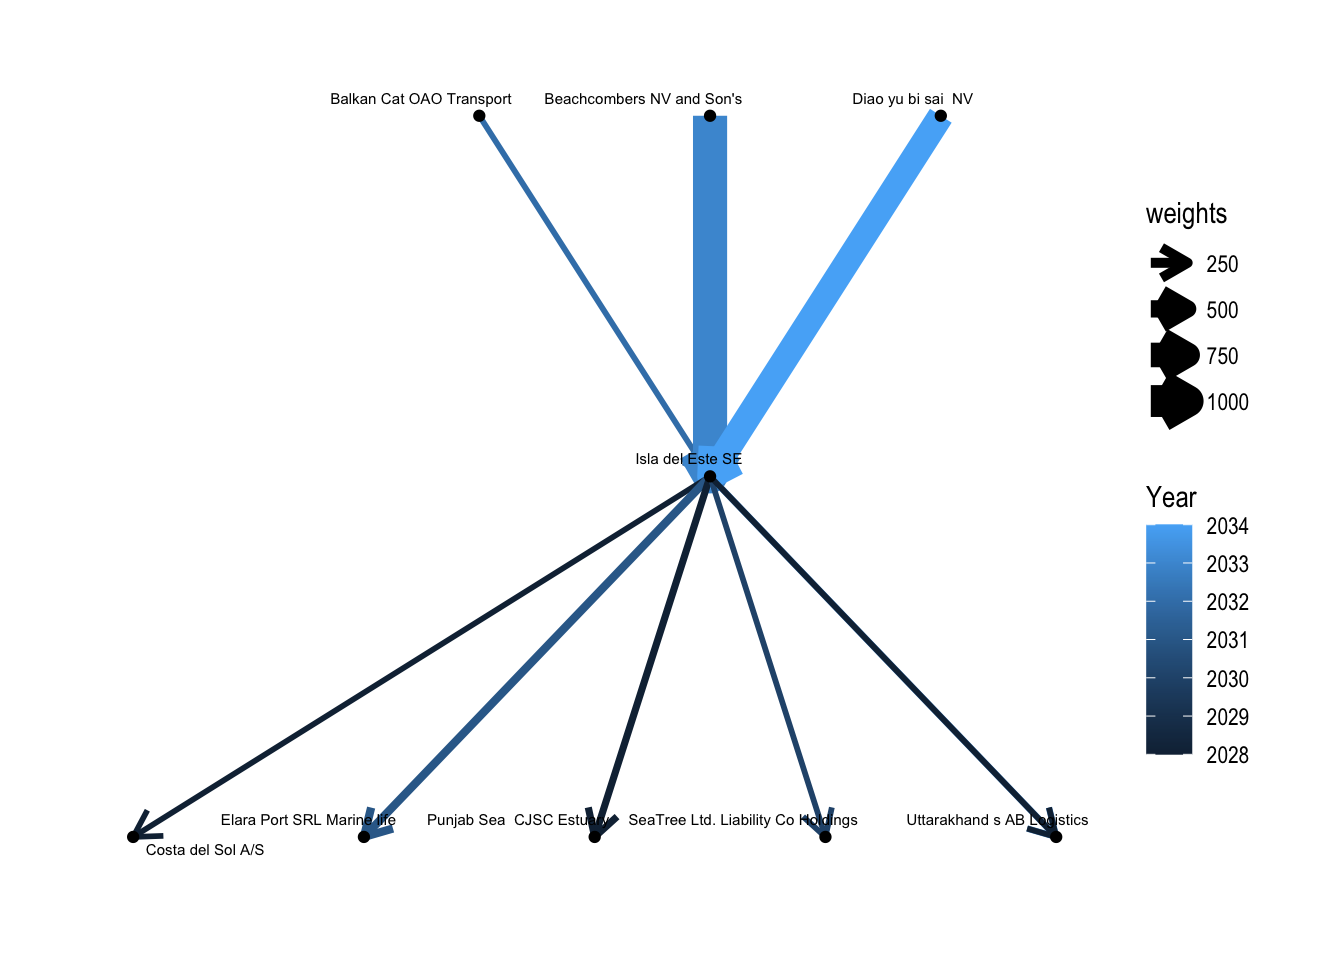 Balkan Cat OAO Transport
Beachcombers NV and Son's
Diao yu bi sai  NV
weights
250
500
750
1000
Isla del Este SE
Year
2034
2033
2032
2031
2030
2029
2028
Elara Port SRL Marine life
Punjab Sea  CJSC Estuary
SeaTree Ltd. Liability Co Holdings
Uttarakhand s AB Logistics
Costa del Sol A/S